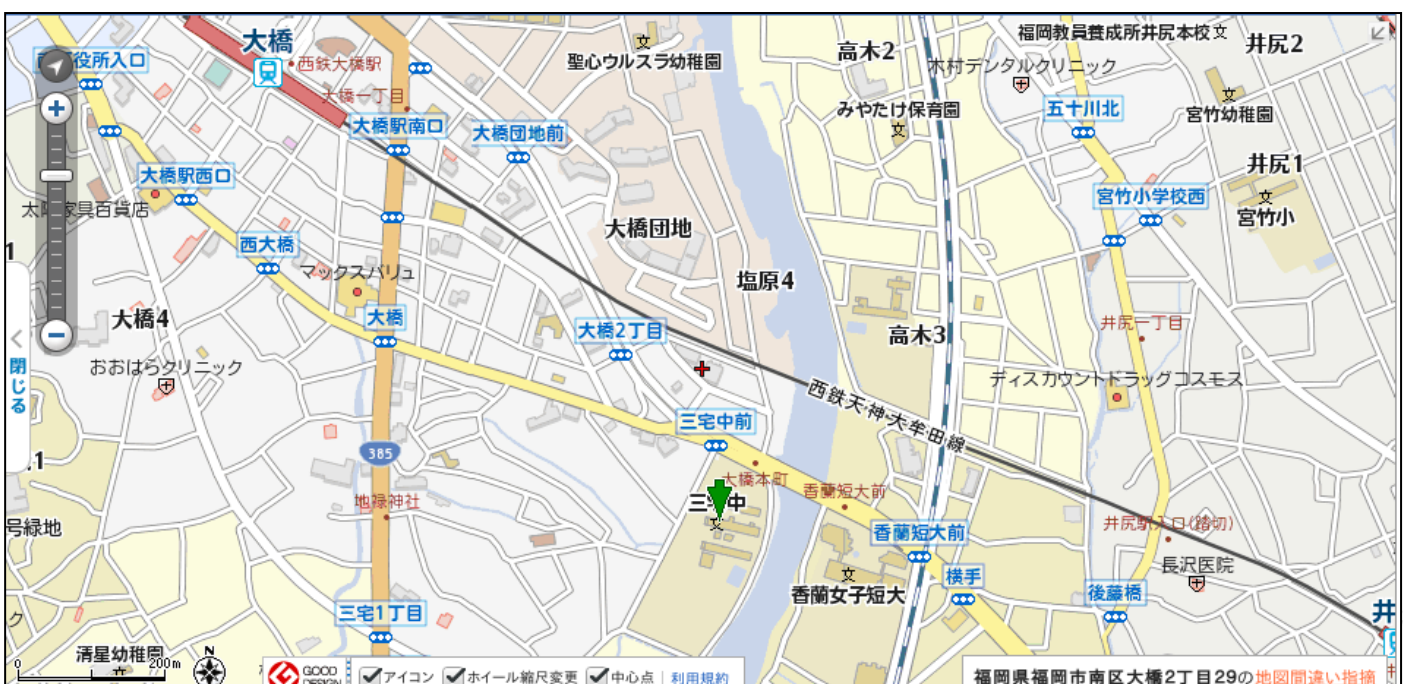 大橋
西鉄大橋駅
役所入口
大橋一丁目
聖心ウルスラ幼稚園
文
高木2
福岡教員養成所井尻本校
文
井尻2
木村デンタルクリニック
みやたけ保育園
文
五十川北
文
宮竹幼稚園
大橋駅南口
大橋団地前
大橋駅西口
井尻1
宮竹小学校西
文
宮竹小
西大橋
大橋団地
マックスバリュ
塩原4
大橋4
大橋
大橋2丁目
高木3
井尻一丁目
おおはらクリニック
ディスカウントドラッグコスモス
西鉄天神大牟田線
閉じる
三宅中前
385
大橋本町
香蘭短大前
地禄神社
文
香蘭短大前
井尻駅入口(踏切)
号緑地
長沢医院
横手
文
香蘭女子短大
後藤橋
三宅1丁目
井
ク
清星幼稚園
文
0
200m
N
GOOD DESIGN
アイコン
ホイール縮尺変更
中心点
利用規約
福岡県福岡市南区大橋2丁目29の地図間違い指摘